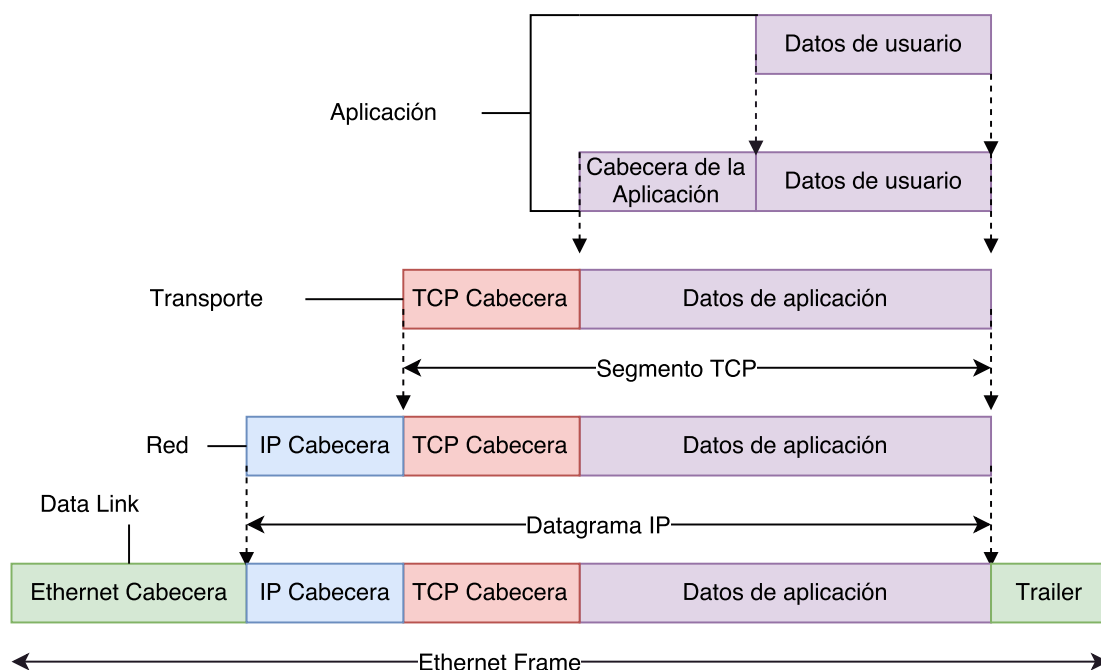 Datos de usuario
Aplicación
Cabecera de la
Aplicación
Datos de usuario
Transporte
TCP Cabecera
Datos de aplicación
Segmento TCP
Red
IP Cabecera
TCP Cabecera
Datos de aplicación
Data Link
Datagrama IP
Ethernet Cabecera
IP Cabecera
TCP Cabecera
Datos de aplicación
Trailer
Ethernet Frame